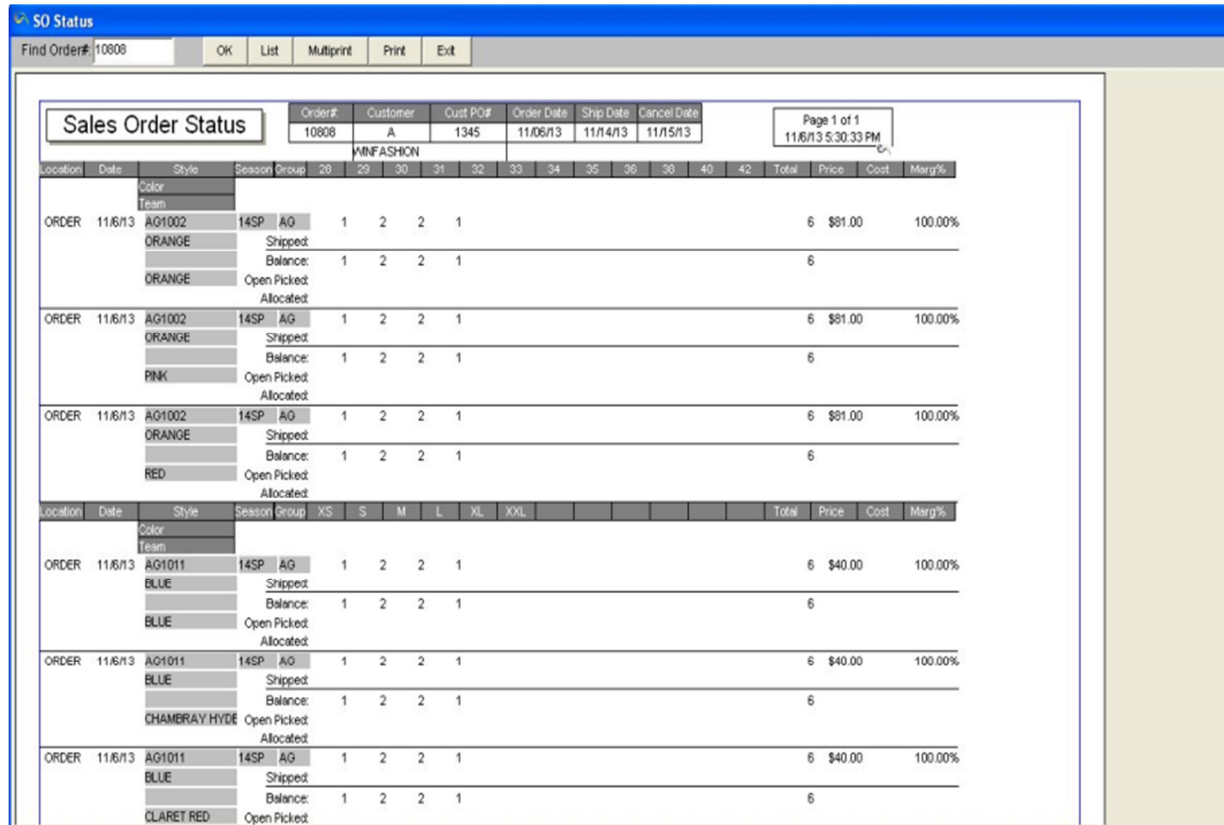 SO Status
Find Order#: 10808 OK List Multiprint Print Exit
Sales Order Status
Order#: Customer Cust PO# Order Date Ship Date Cancel Date
10808 A 1345 11/06/13 11/14/13 11/15/13
WINFASHION
Page 1 of 1
11/6/13 5:30:33 PM
Location Date Style Season Group 28 29 30 31 32 33 34 35 36 38 40 42 Total Price Cost Marg%
Color
Team
ORDER 11/6/13 AG1002 14SP AG 1 2 2 1 6 $81.00 100.00%
ORANGE Shipped:
Balance: 1 2 2 1 6
ORANGE Open Picked:
Allocated:
ORDER 11/6/13 AG1002 14SP AG 1 2 2 1 6 $81.00 100.00%
ORANGE Shipped:
Balance: 1 2 2 1 6
PINK Open Picked:
Allocated:
ORDER 11/6/13 AG1002 14SP AG 1 2 2 1 6 $81.00 100.00%
ORANGE Shipped:
Balance: 1 2 2 1 6
RED Open Picked:
Allocated:
Location Date Style Season Group XS S M L XL XXL Total Price Cost Marg%
Color
Team
ORDER 11/6/13 AG1011 14SP AG 1 2 2 1 6 $40.00 100.00%
BLUE Shipped:
Balance: 1 2 2 1 6
BLUE Open Picked:
Allocated:
ORDER 11/6/13 AG1011 14SP AG 1 2 2 1 6 $40.00 100.00%
BLUE Shipped:
Balance: 1 2 2 1 6
CHAMBRAY HYDE Open Picked:
Allocated:
ORDER 11/6/13 AG1011 14SP AG 1 2 2 1 6 $40.00 100.00%
BLUE Shipped:
Balance: 1 2 2 1 6
CLARET RED Open Picked: